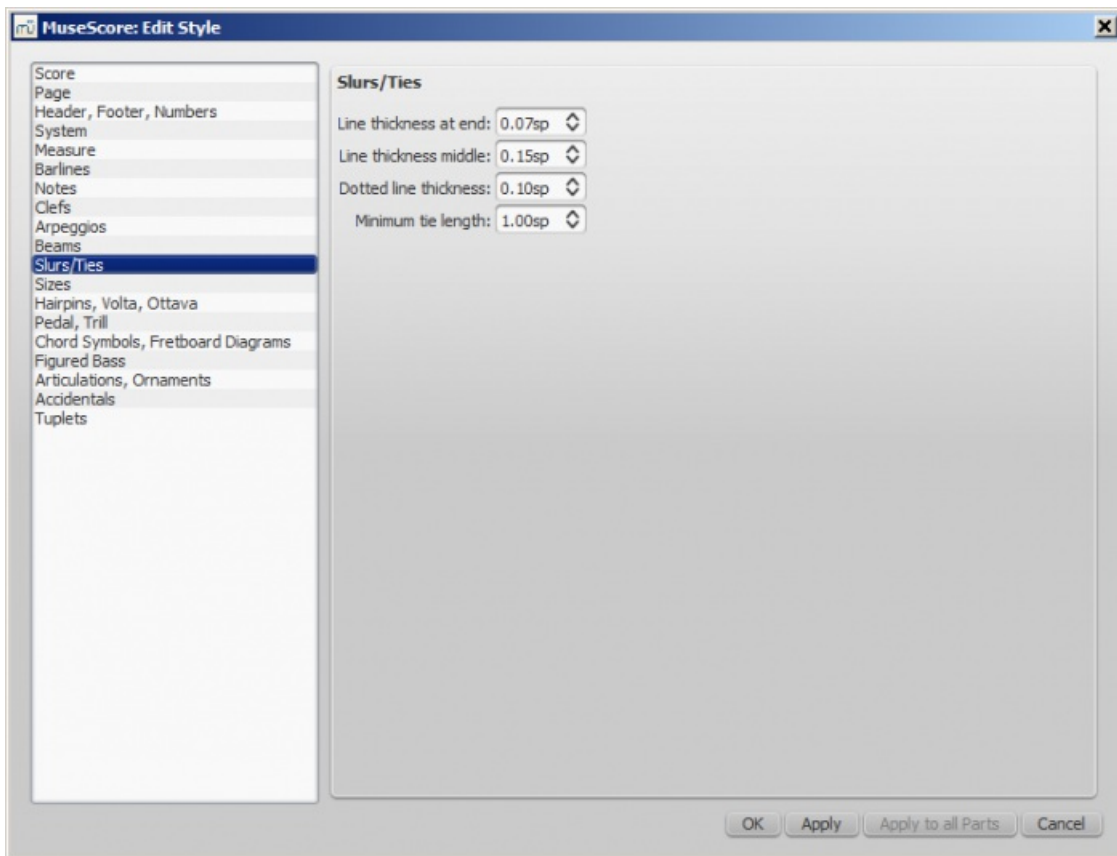 MuseScore: Edit Style
Score
Page
Header, Footer, Numbers
System
Measure
Barlines
Notes
Clefs
Arpeggios
Beams
Slurs/Ties
Sizes
Hairpins, Volta, Ottava
Pedal, Trill
Chord Symbols, Fretboard Diagrams
Figured Bass
Articulations, Ornaments
Accidentals
Tuplets
Slurs/Ties
Line thickness at end: 0.07sp
Line thickness middle: 0.15sp
Dotted line thickness: 0.10sp
Minimum tie length: 1.00sp
OK Apply Apply to all Parts Cancel